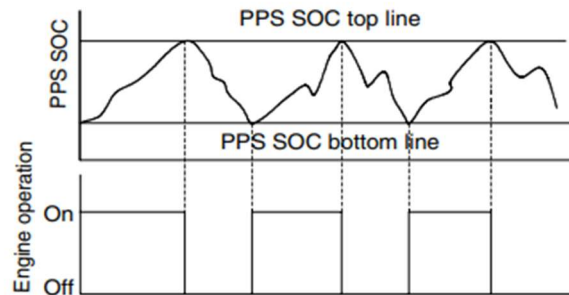 PPS SOC top line
PPS SOC
PPS SOC bottom line
Engine operation
On
Off